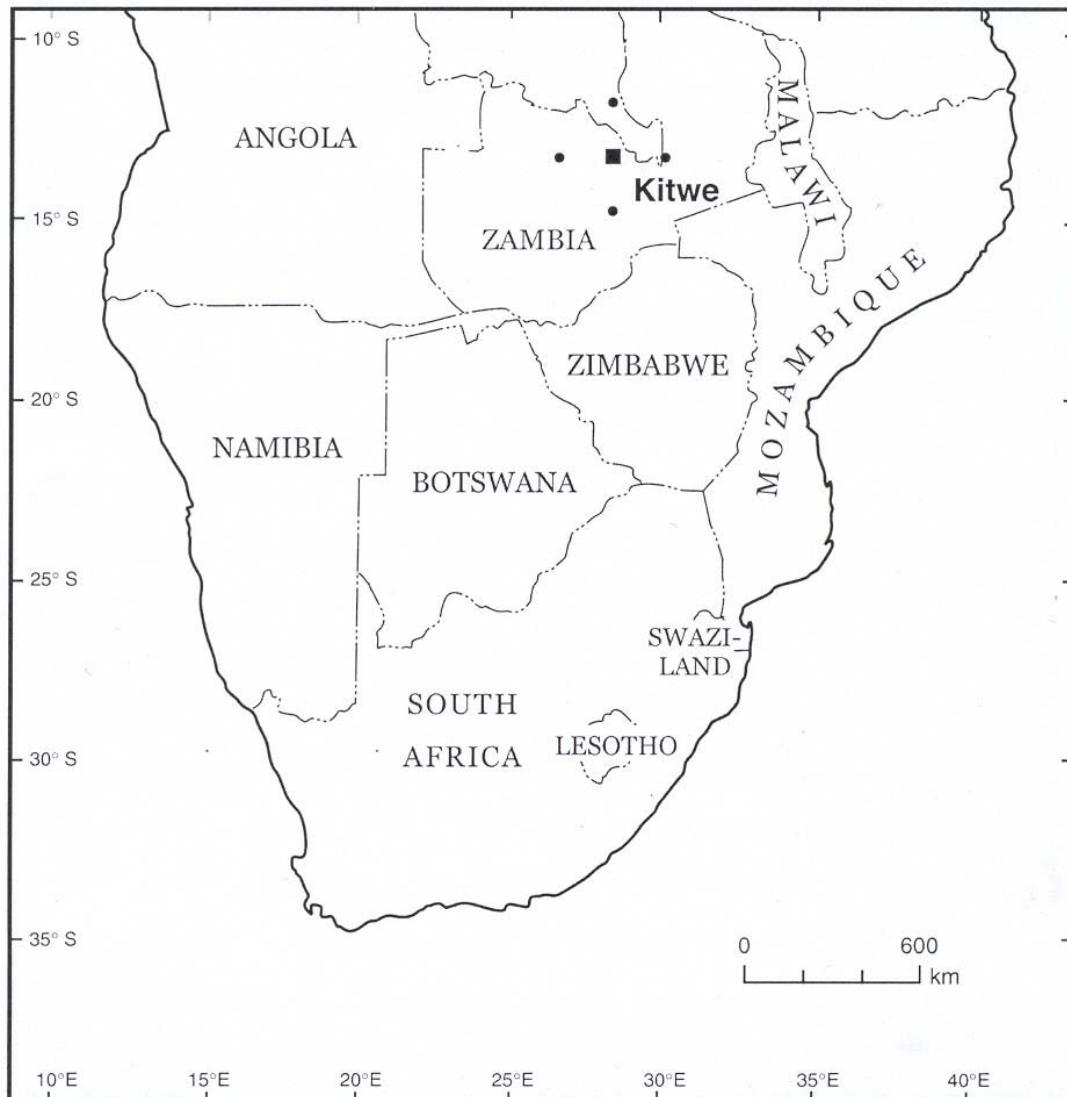 10° S
ANGOLA
MALAWI
Kitwe
15° S
ZAMBIA
MOZAMBIQUE
ZIMBABWE
20° S
NAMIBIA
BOTSWANA
25° S
SWAZI-
LAND
SOUTH
AFRICA
LESOTHO
30° S
35° S
0 600
km
10°E 15°E 20°E 25°E 30°E 35°E 40°E